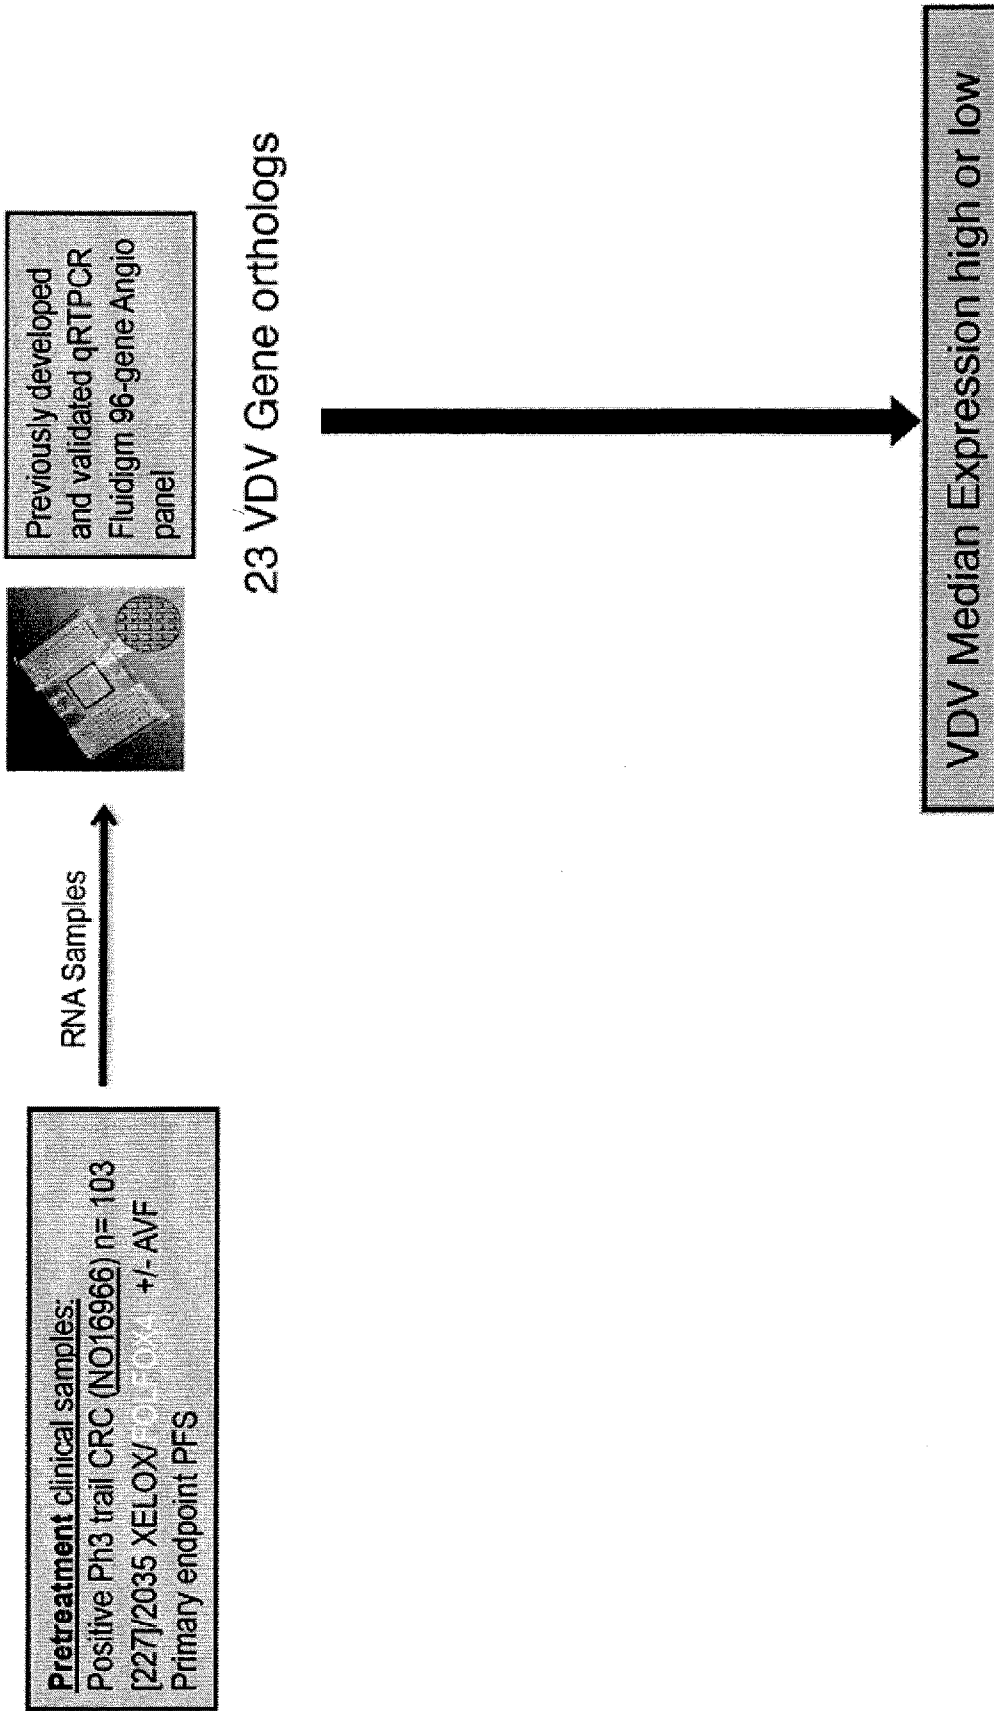 Pretreatment clinical samples:
Positive Ph3 trail CRC (NO16966) n= 103
[227]/2035 XELOX/FOLFOX4 +/- AVF
Primary endpoint PFS
RNA Samples
Previously developed
and validated qRTPCR
Fluidigm 96-gene Angio
panel
23 VDV Gene orthologs
VDV Median Expression high or low